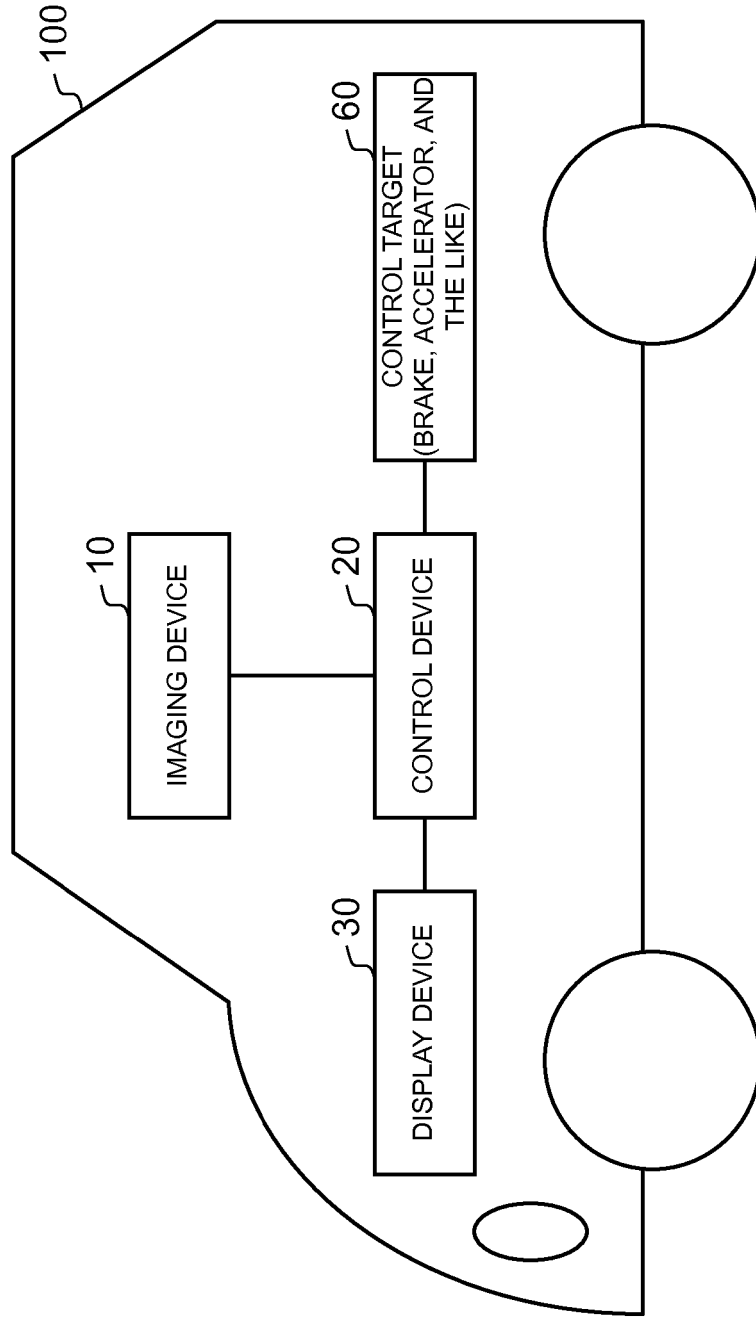 100
10
IMAGING DEVICE
30
DISPLAY DEVICE
20
CONTROL DEVICE
60
CONTROL TARGET
(BRAKE, ACCELERATOR, AND
THE LIKE)